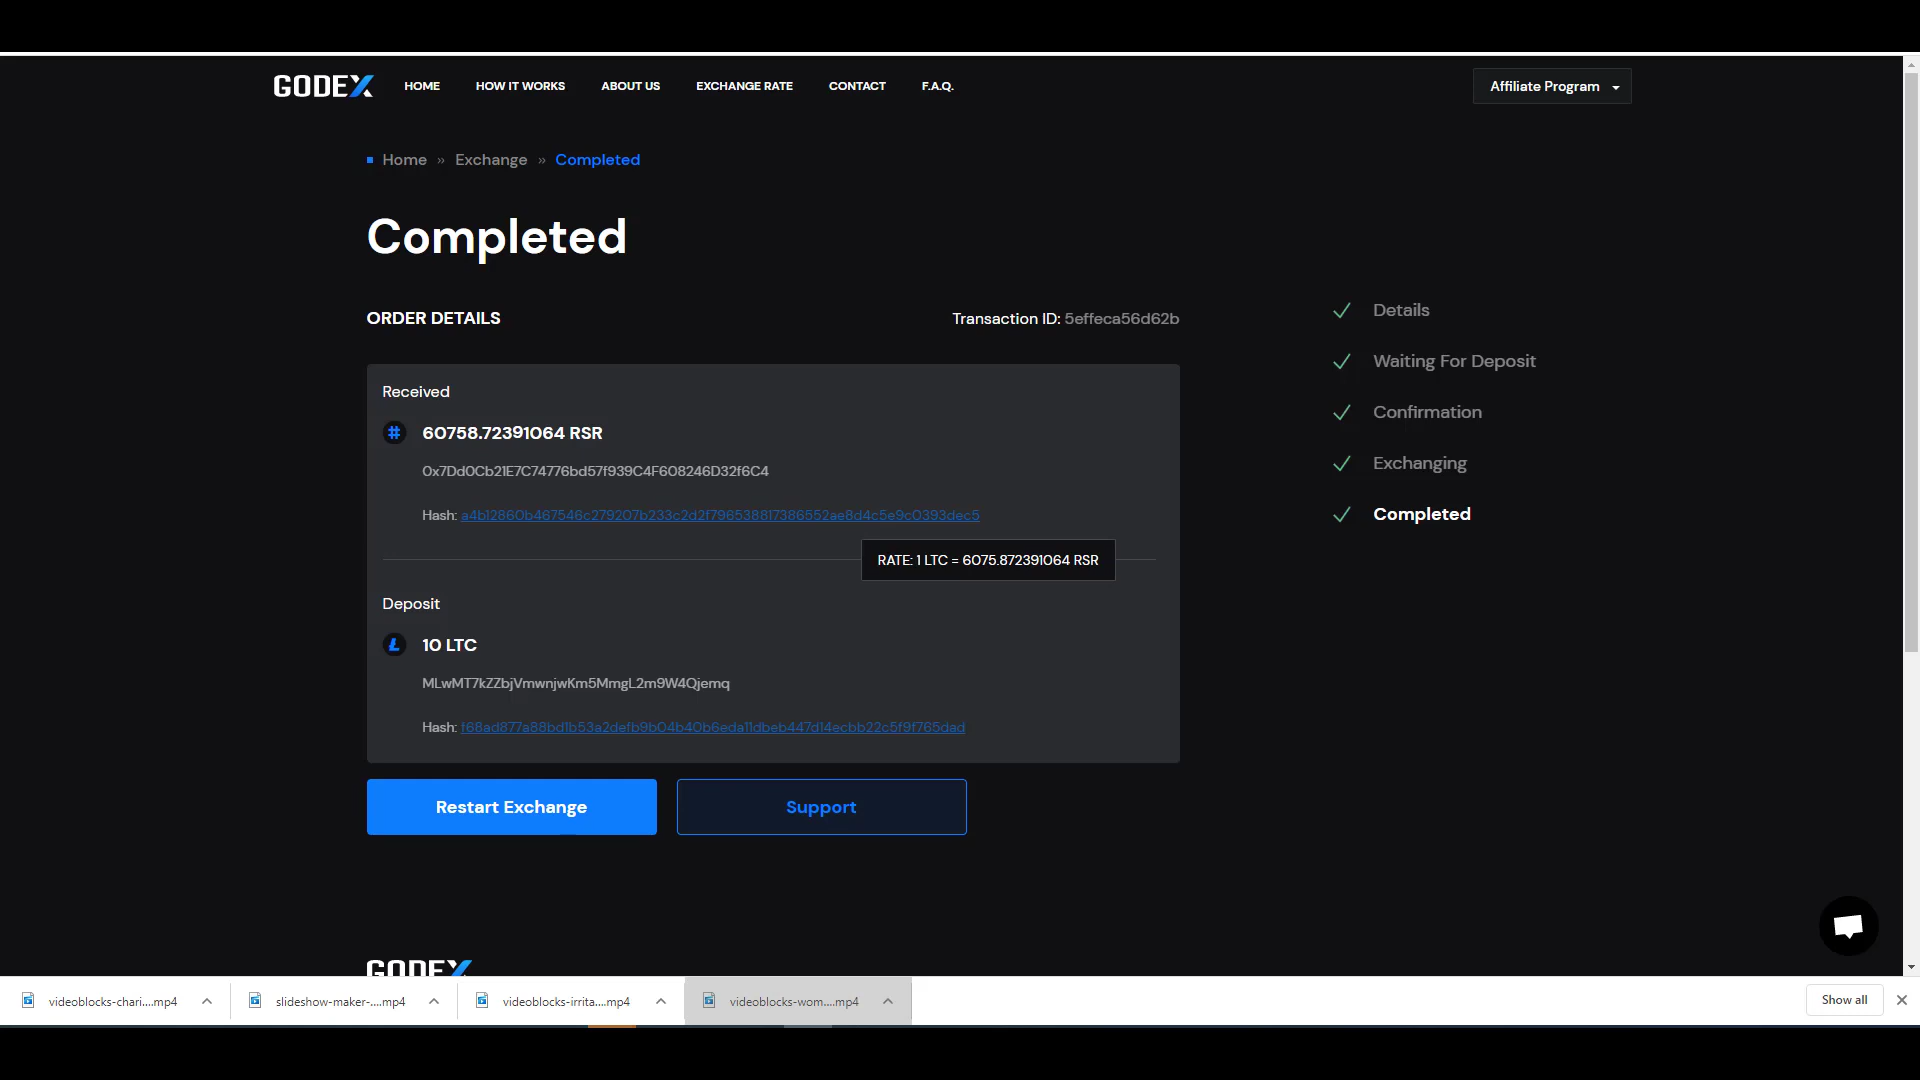 GODEX HOME HOW IT WORKS ABOUT US EXCHANGE RATE CONTACT F.A.Q. Affiliate Program
Home » Exchange » Completed
Completed
ORDER DETAILS
Transaction ID: 5effeca56d62b
Received
60758.72391064 RSR
0x7Dd0Cb21E7C74776bd57f939C4F608246D32f6C4
Hash: a4b12860b467546c279207b233c2d2f796538817386552ae8d4c5e9c0393dec5
RATE: 1 LTC = 6075.872391064 RSR
Deposit
10 LTC
MLwMT7kZZbjVmwnjwKm5MmgL2m9W4Qjemq
Hash: f68ad877a88bd1b53a2defb9b04b40b6eda11dbeb447d14ecbb22c5f9f765dad
Restart Exchange
Support
Details
Waiting For Deposit
Confirmation
Exchanging
Completed
GODEX
videoblocks-chari....mp4
slideshow-maker-....mp4
videoblocks-irrita....mp4
videoblocks-wom....mp4
Show all